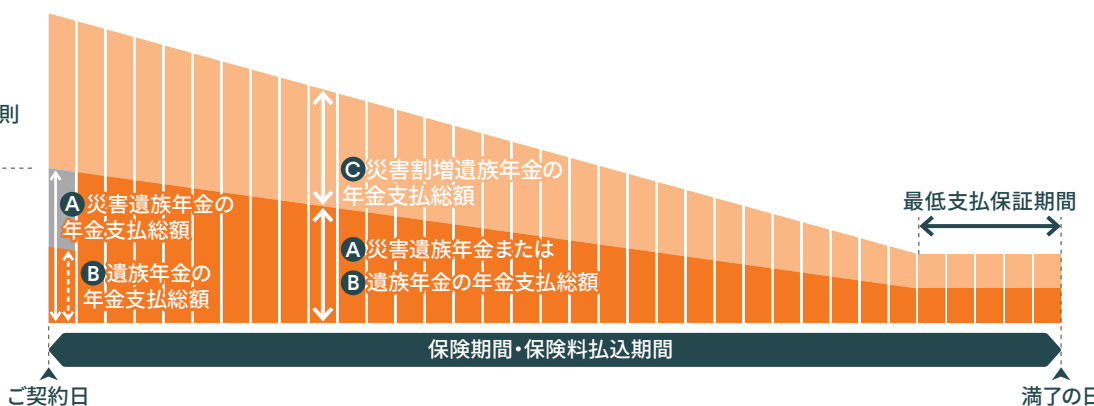 則
C 災害割増遺族年金の
年金支払総額
A 災害遺族年金の
年金支払総額
B 遺族年金の
年金支払総額
A 災害遺族年金または
B 遺族年金の年金支払総額
最低支払保証期間
保険期間・保険料払込期間
ご契約日
満了の日